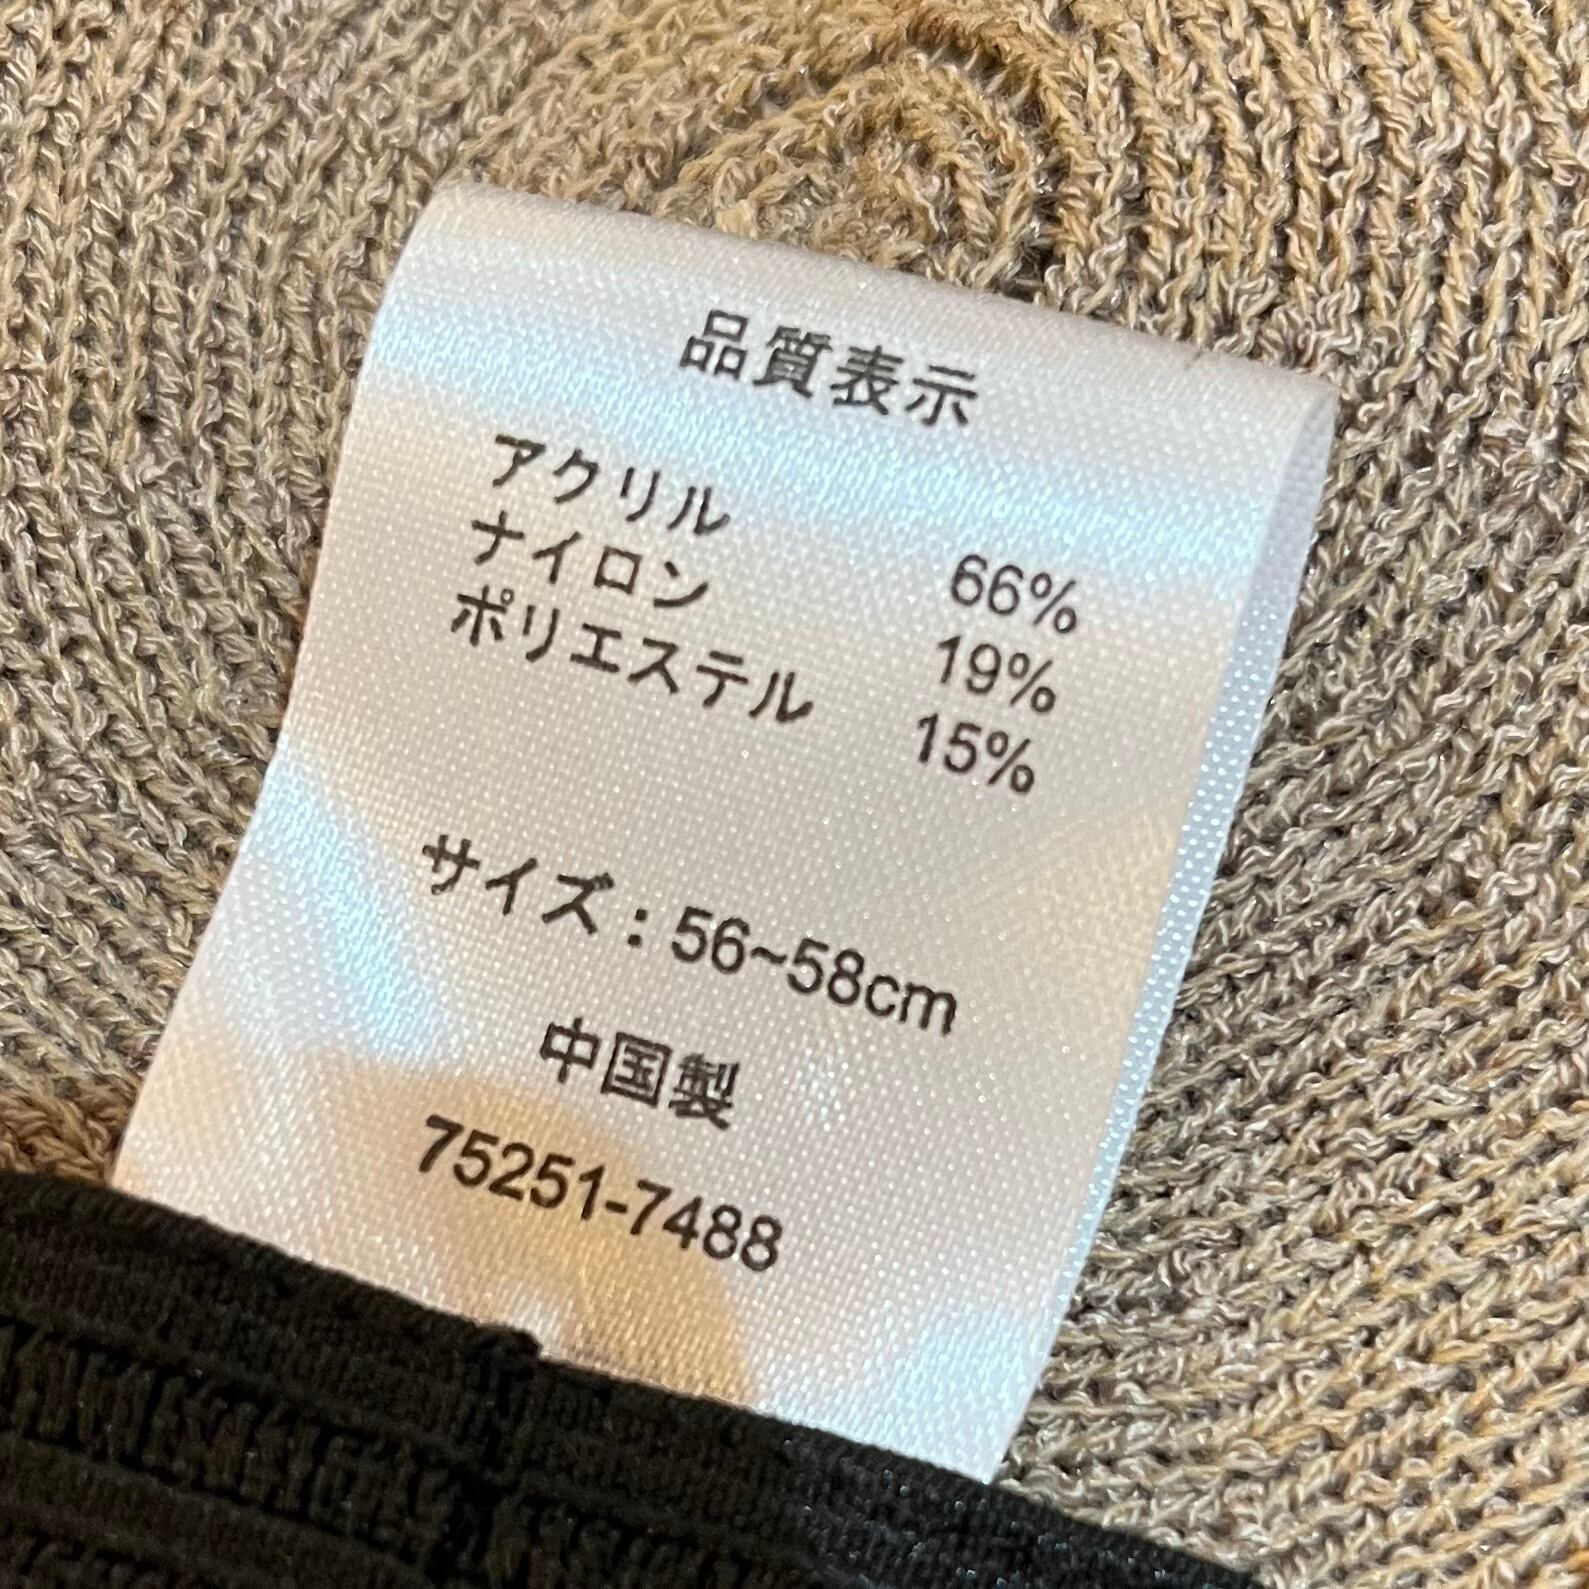 品質表示
アクリル 66%
ナイロン 19%
ポリエステル 15%
サイズ：56~58cm
中国製
75251-7488